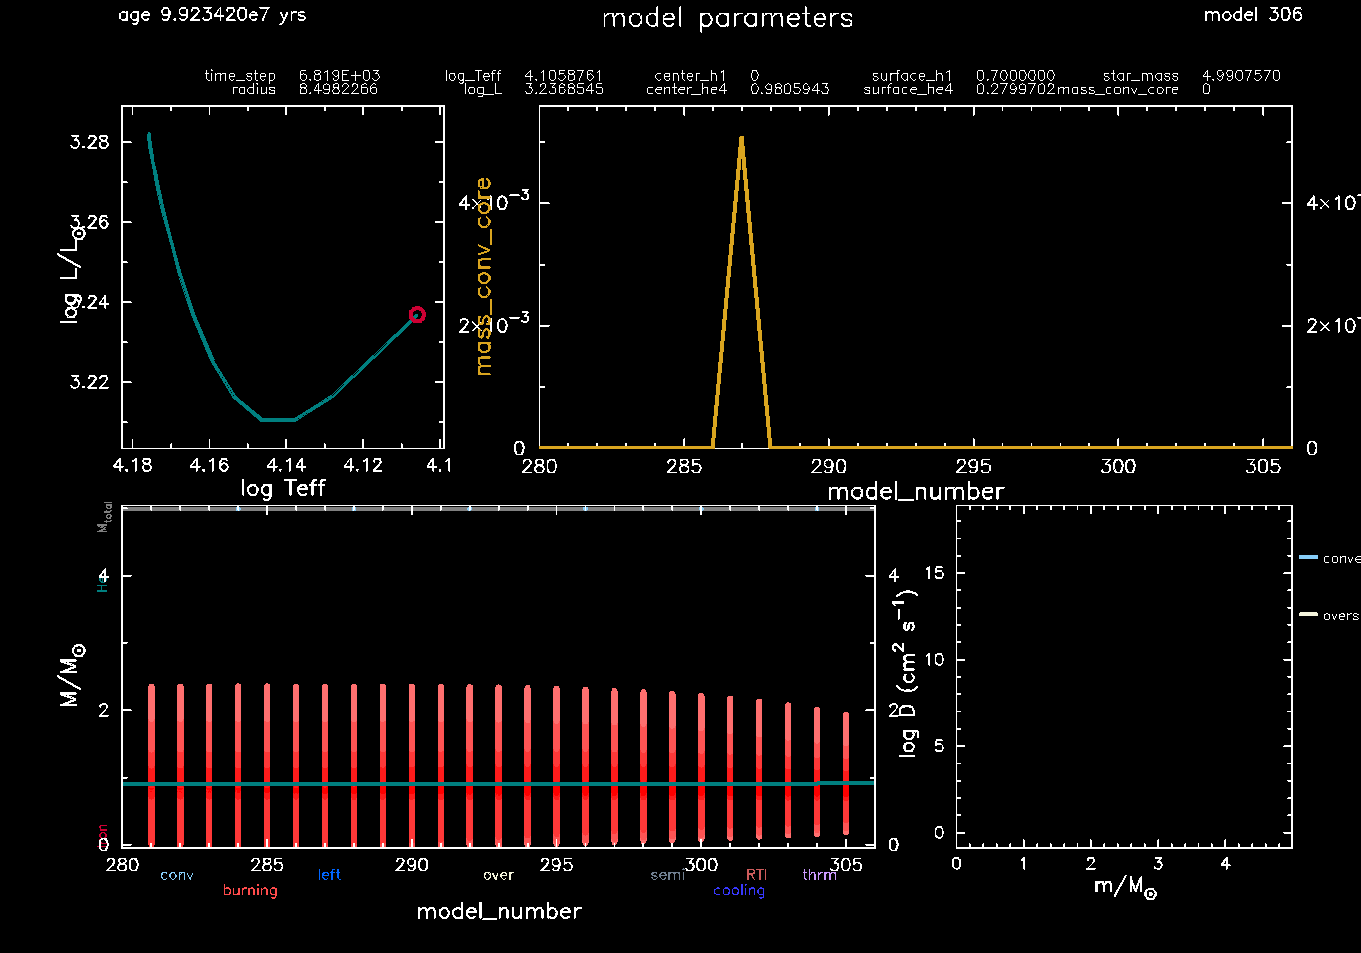 age 9.923420e7 yrs model parameters model 306
time_step 6.819E+03 log_Teff 4.1058761 center_h1 0 surface_h1 0.7000000 star_mass 4.9907570
radius 8.4982266 log_L 3.2368545 center_he4 0.9805943 surface_he4 0.2799702 mass_conv_core 0
log L/L☉
3.28
3.26
3.24
3.22
4.18 4.16 4.14 4.12 4.1
log Teff
mass_conv_core
4×10⁻³
2×10⁻³
0
4×10⁻
2×10⁻
0
280 285 290 295 300 305
model_number
M/M☉
M_total
He
4
2
0
4
2
0
280 285 290 295 300 305
conv left over semi RTI thrm
burning cooling
model_number
log D (cm² s⁻¹)
15
10
5
0
0 1 2 3 4
m/M☉
conve
overs